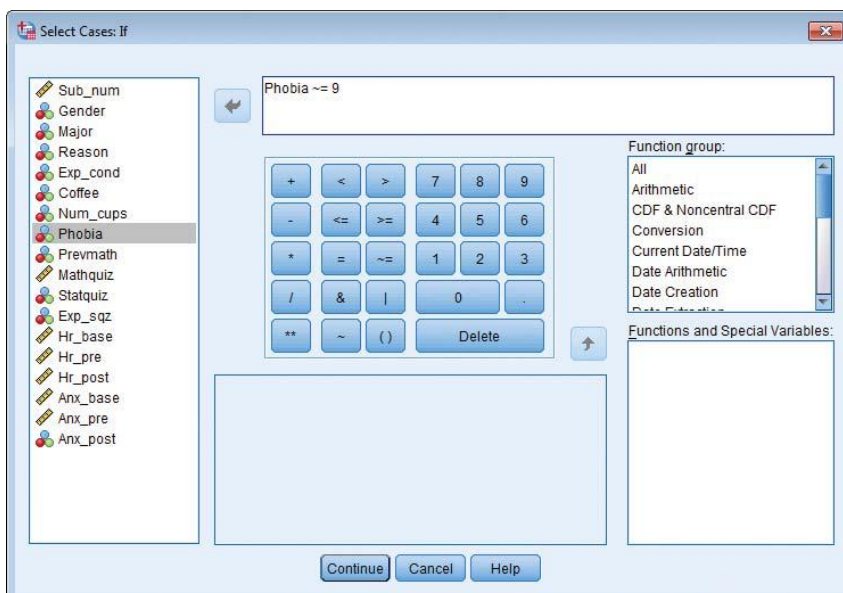 Select Cases: If
Sub_num
Gender
Major
Reason
Exp_cond
Coffee
Num_cups
Phobia
Prevmath
Mathquiz
Statquiz
Exp_sqz
Hr_base
Hr_pre
Hr_post
Anx_base
Anx_pre
Anx_post
Phobia ~= 9
+ < > 7 8 9
- <= >= 4 5 6
* = ~= 1 2 3
/ & | 0 .
** ~ ( ) Delete
Function group:
All
Arithmetic
CDF & Noncentral CDF
Conversion
Current Date/Time
Date Arithmetic
Date Creation
Date Extraction
Functions and Special Variables:
Continue Cancel Help